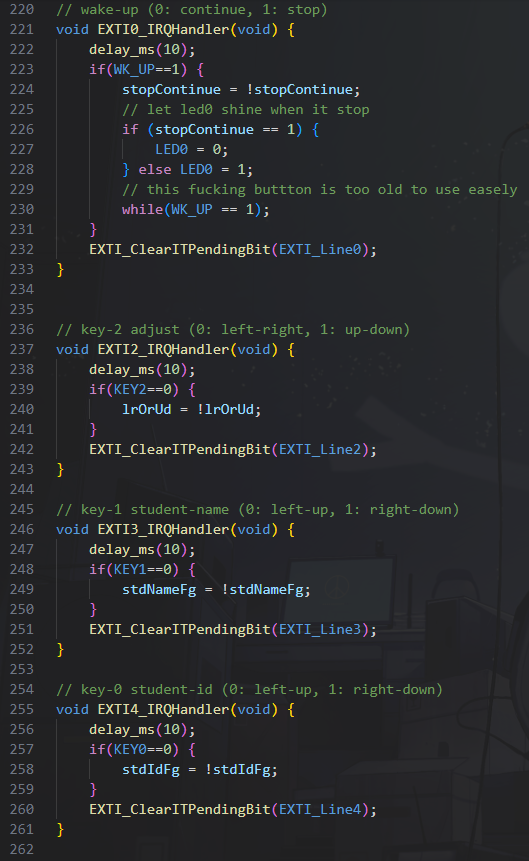 220 // wake-up (0: continue, 1: stop)
221 void EXTI0_IRQHandler(void) {
222     delay_ms(10);
223     if(WK_UP==1) {
224         stopContinue = !stopContinue;
225         // let led0 shine when it stop
226         if (stopContinue == 1) {
227             LED0 = 0;
228         } else LED0 = 1;
229         // this fucking buttton is too old to use easely
230         while(WK_UP == 1);
231     }
232     EXTI_ClearITPendingBit(EXTI_Line0);
233 }
234
235
236 // key-2 adjust (0: left-right, 1: up-down)
237 void EXTI2_IRQHandler(void) {
238     delay_ms(10);
239     if(KEY2==0) {
240         lrOrUd = !lrOrUd;
241     }
242     EXTI_ClearITPendingBit(EXTI_Line2);
243 }
244
245 // key-1 student-name (0: left-up, 1: right-down)
246 void EXTI3_IRQHandler(void) {
247     delay_ms(10);
248     if(KEY1==0) {
249         stdNameFg = !stdNameFg;
250     }
251     EXTI_ClearITPendingBit(EXTI_Line3);
252 }
253
254 // key-0 student-id (0: left-up, 1: right-down)
255 void EXTI4_IRQHandler(void) {
256     delay_ms(10);
257     if(KEY0==0) {
258         stdIdFg = !stdIdFg;
259     }
260     EXTI_ClearITPendingBit(EXTI_Line4);
261 }
262